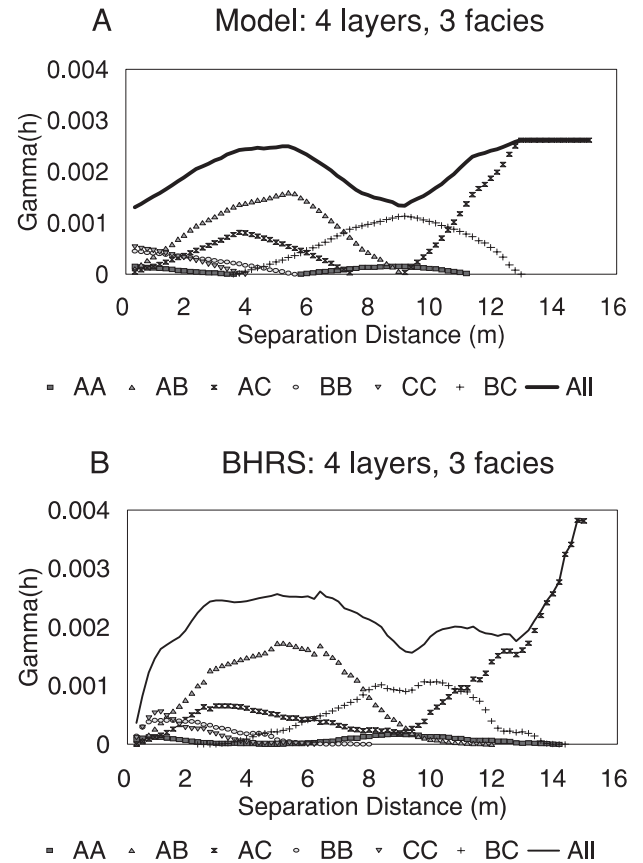 A Model: 4 layers, 3 facies
0.004
0.003
0.002
0.001
0
Gamma(h)
0 2 4 6 8 10 12 14 16
Separation Distance (m)
AA AB AC BB CC BC All
B BHRS: 4 layers, 3 facies
0.004
0.003
0.002
0.001
0
Gamma(h)
0 2 4 6 8 10 12 14 16
Separation Distance (m)
AA AB AC BB CC BC All